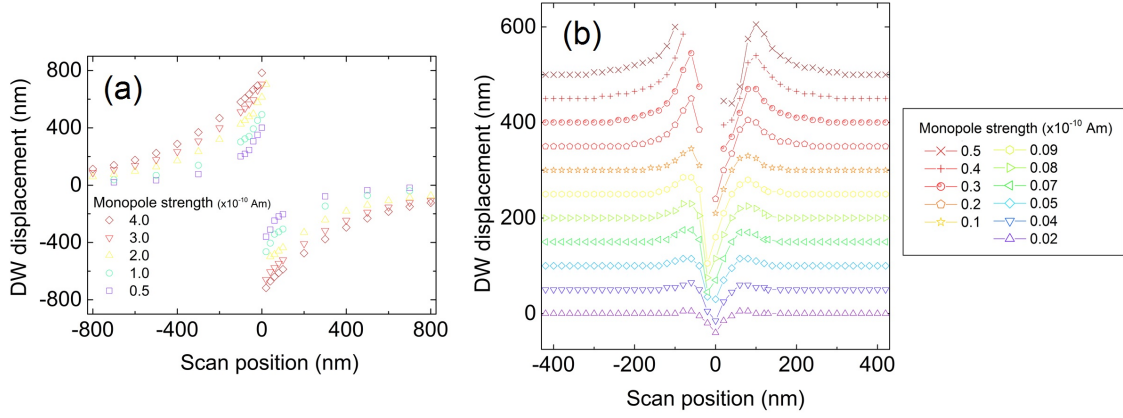 (a)
DW displacement (nm)
800
400
0
-400
-800
Monopole strength (x10⁻¹⁰ Am)
4.0
3.0
2.0
1.0
0.5
-800 -400 0 400 800
Scan position (nm)
(b)
DW displacement (nm)
600
400
200
0
-400 -200 0 200 400
Scan position (nm)
Monopole strength (x10⁻¹⁰ Am)
0.5 0.09
0.4 0.08
0.3 0.07
0.2 0.05
0.1 0.04
0.02